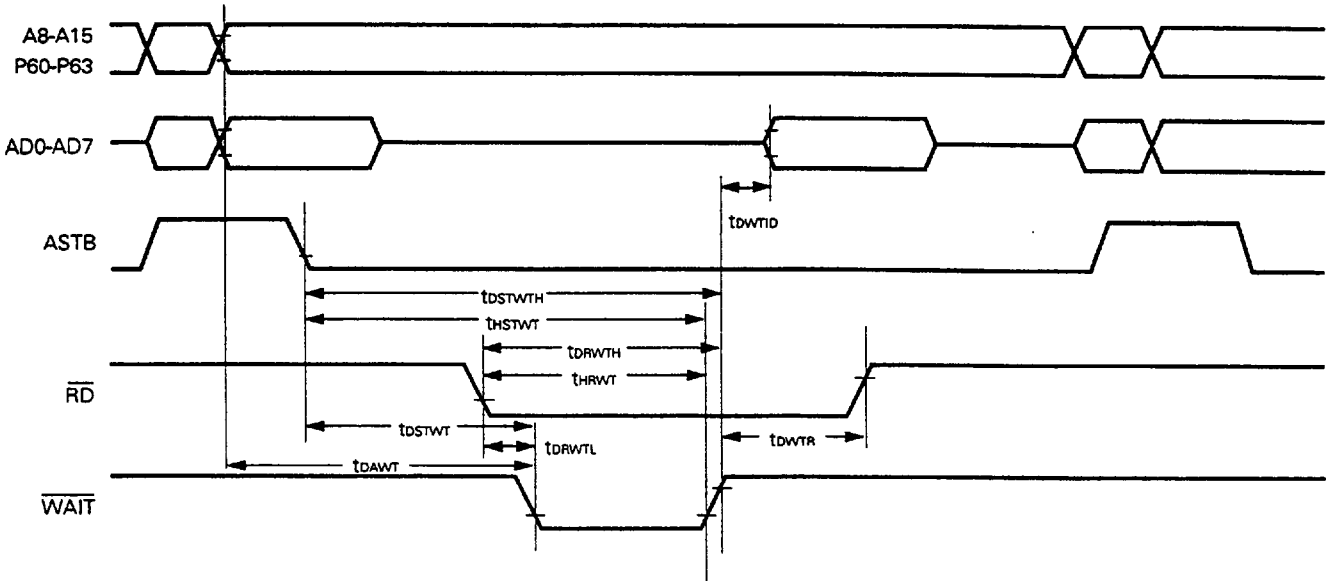 A8-A15
P60-P63
AD0-AD7
tDWTID
ASTB
tDSTWTH
tHSTWT
tDRWTH
tHRWT
RD
tDSTWT
tDRWTL
tDWTR
tDAWT
WAIT